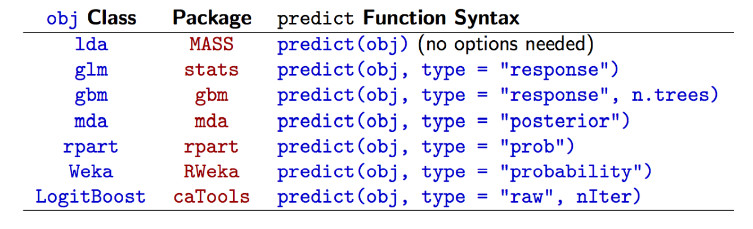 obj Class Package predict Function Syntax
lda MASS predict(obj) (no options needed)
glm stats predict(obj, type = "response")
gbm gbm predict(obj, type = "response", n.trees)
mda mda predict(obj, type = "posterior")
rpart rpart predict(obj, type = "prob")
Weka RWeka predict(obj, type = "probability")
LogitBoost caTools predict(obj, type = "raw", nIter)